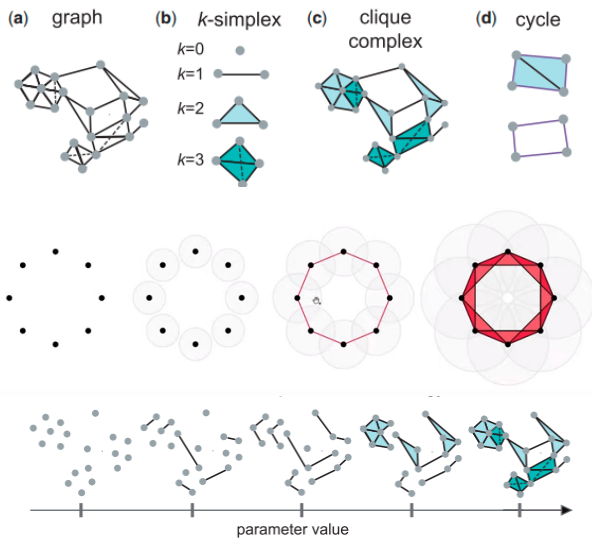 (a) graph
(b) k-simplex
k=0
k=1
k=2
k=3
(c) clique
complex
(d) cycle
parameter value